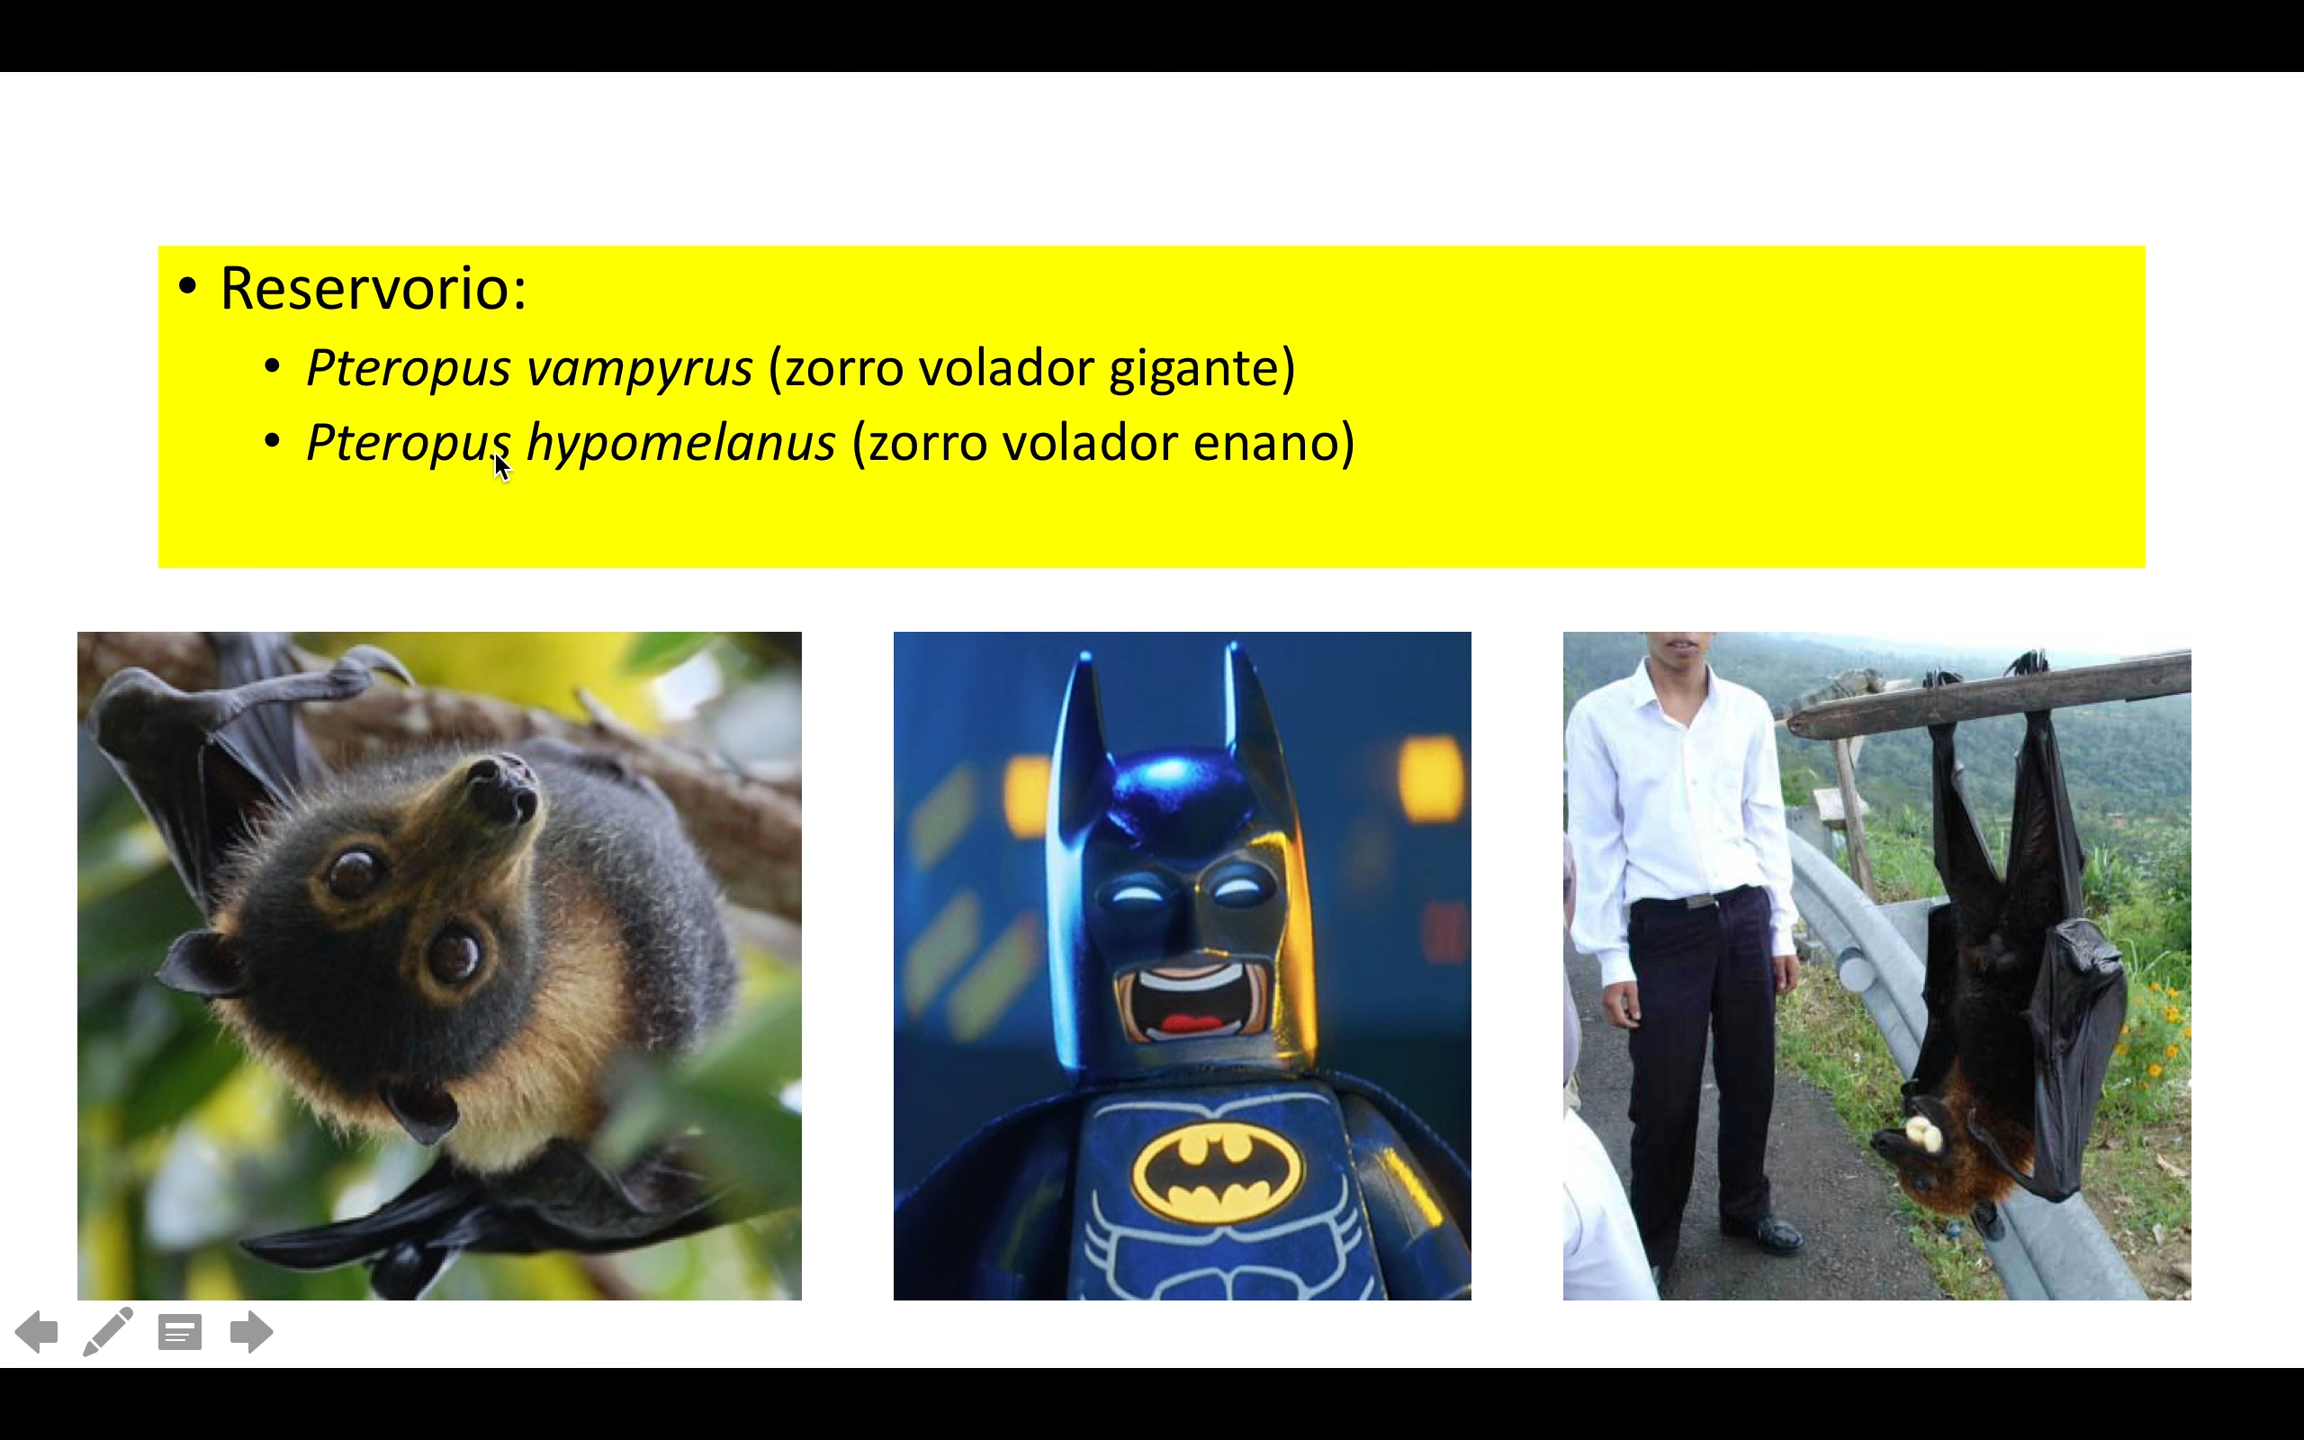 • Reservorio:
• Pteropus vampyrus (zorro volador gigante)
• Pteropus hypomelanus (zorro volador enano)